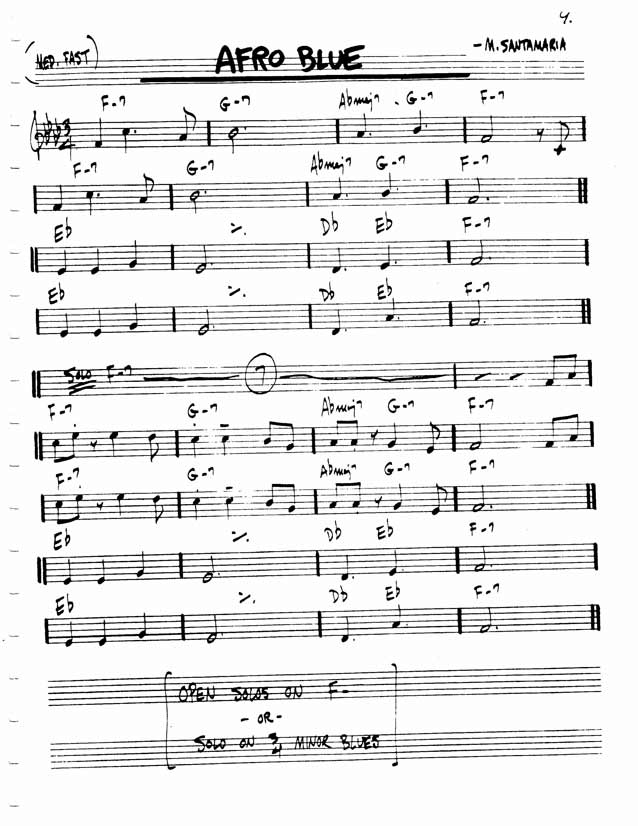 4.
(MED. FAST) AFRO BLUE - M. SANTAMARIA
F-7 G-7 Abmaj7 G-7 F-7
3/4
F-7 G-7 Abmaj7 G-7 F-7
Eb ٪ Db Eb F-7
Eb ٪ Db Eb F-7
SOLO F-7 7
F-7 G-7 Abmaj7 G-7 F-7
F-7 G-7 Abmaj7 G-7 F-7
Eb ٪ Db Eb F-7
Eb ٪ Db Eb F-7
OPEN SOLOS ON F-
- OR -
SOLO ON 3/4 MINOR BLUES